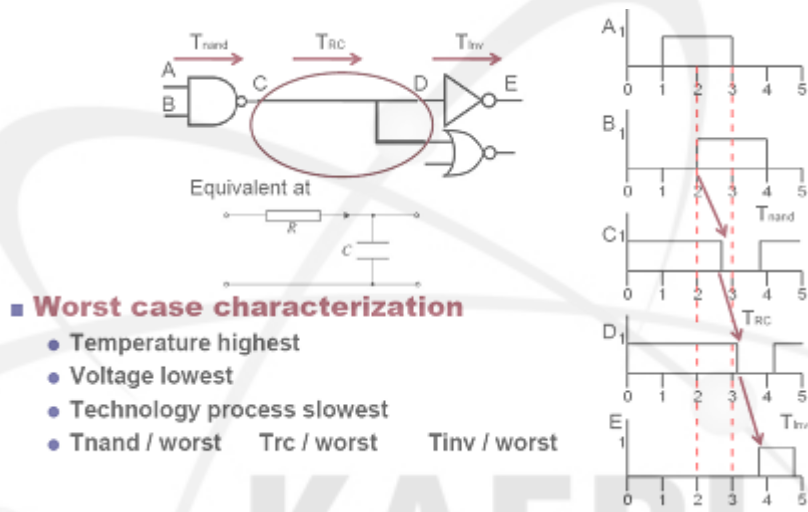 Tnand TRC TInv
A C D E
B
Equivalent at
R
C
Worst case characterization
Temperature highest
Voltage lowest
Technology process slowest
Tnand / worst Trc / worst Tinv / worst
A 1
0 1 2 3 4 5
B 1
0 1 2 3 4 5
Tnand
C 1
0 1 2 3 4 5
TRC
D 1
0 1 2 3 4 5
TInv
E 1
0 1 2 3 4 5